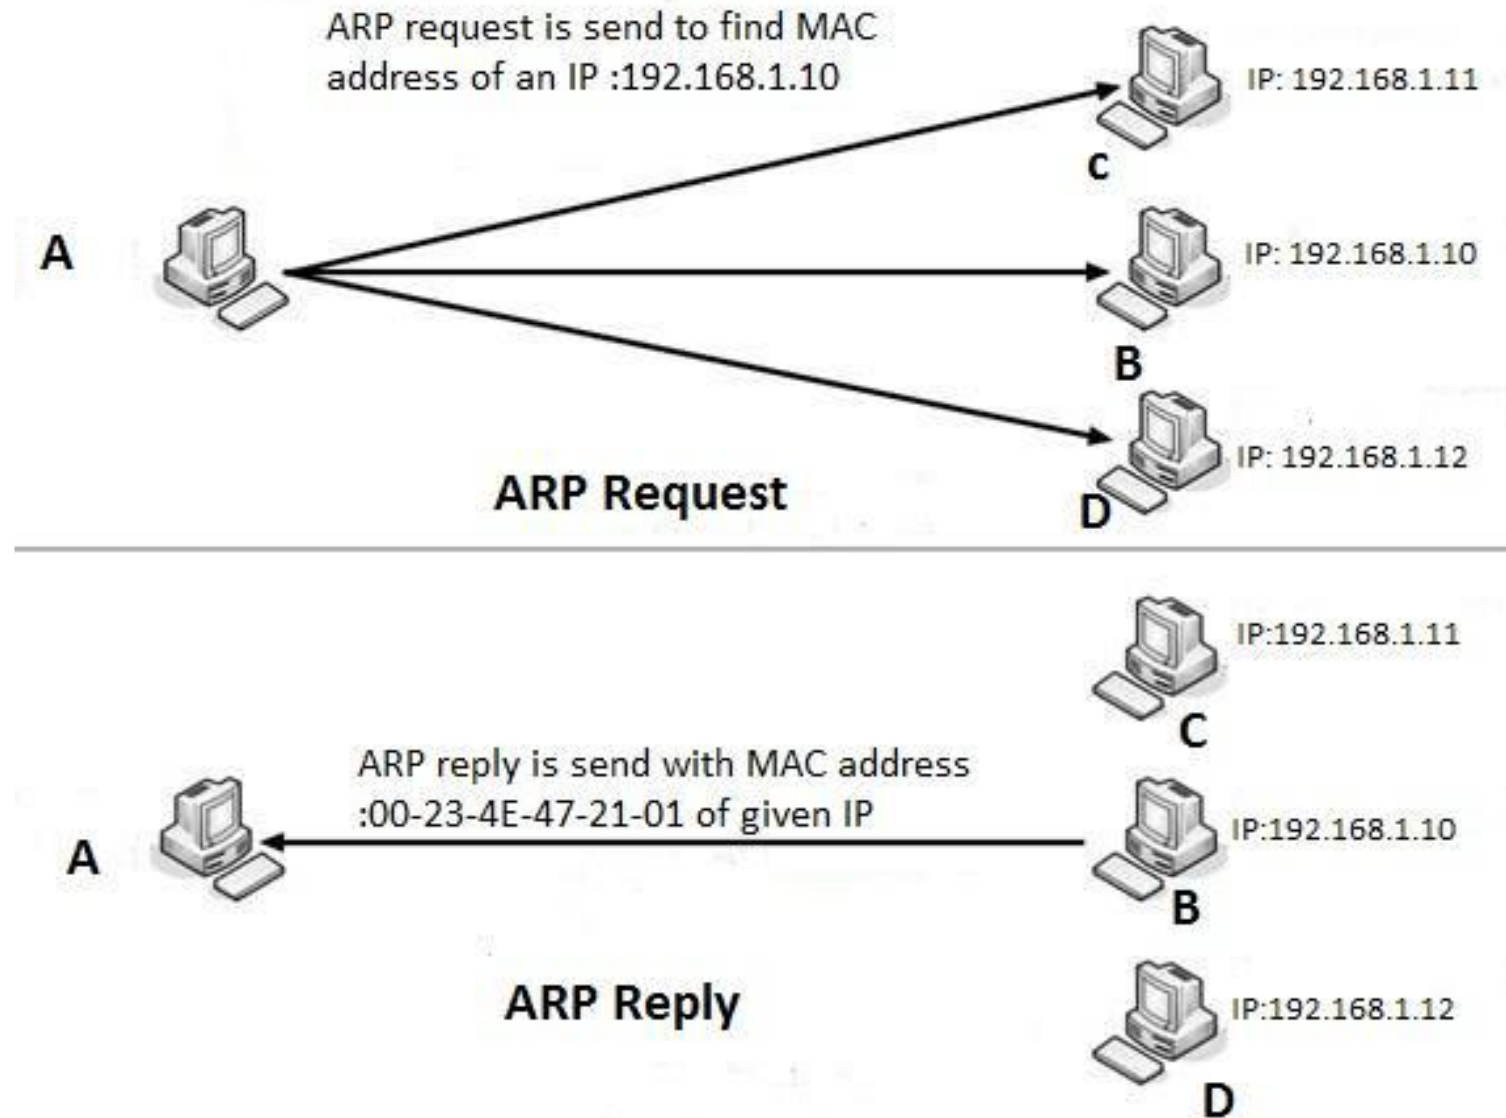 ARP request is send to find MAC
address of an IP :192.168.1.10
IP: 192.168.1.11
c
A
IP: 192.168.1.10
B
IP: 192.168.1.12
ARP Request
D
IP:192.168.1.11
C
ARP reply is send with MAC address
:00-23-4E-47-21-01 of given IP
IP:192.168.1.10
A
B
ARP Reply
IP:192.168.1.12
D